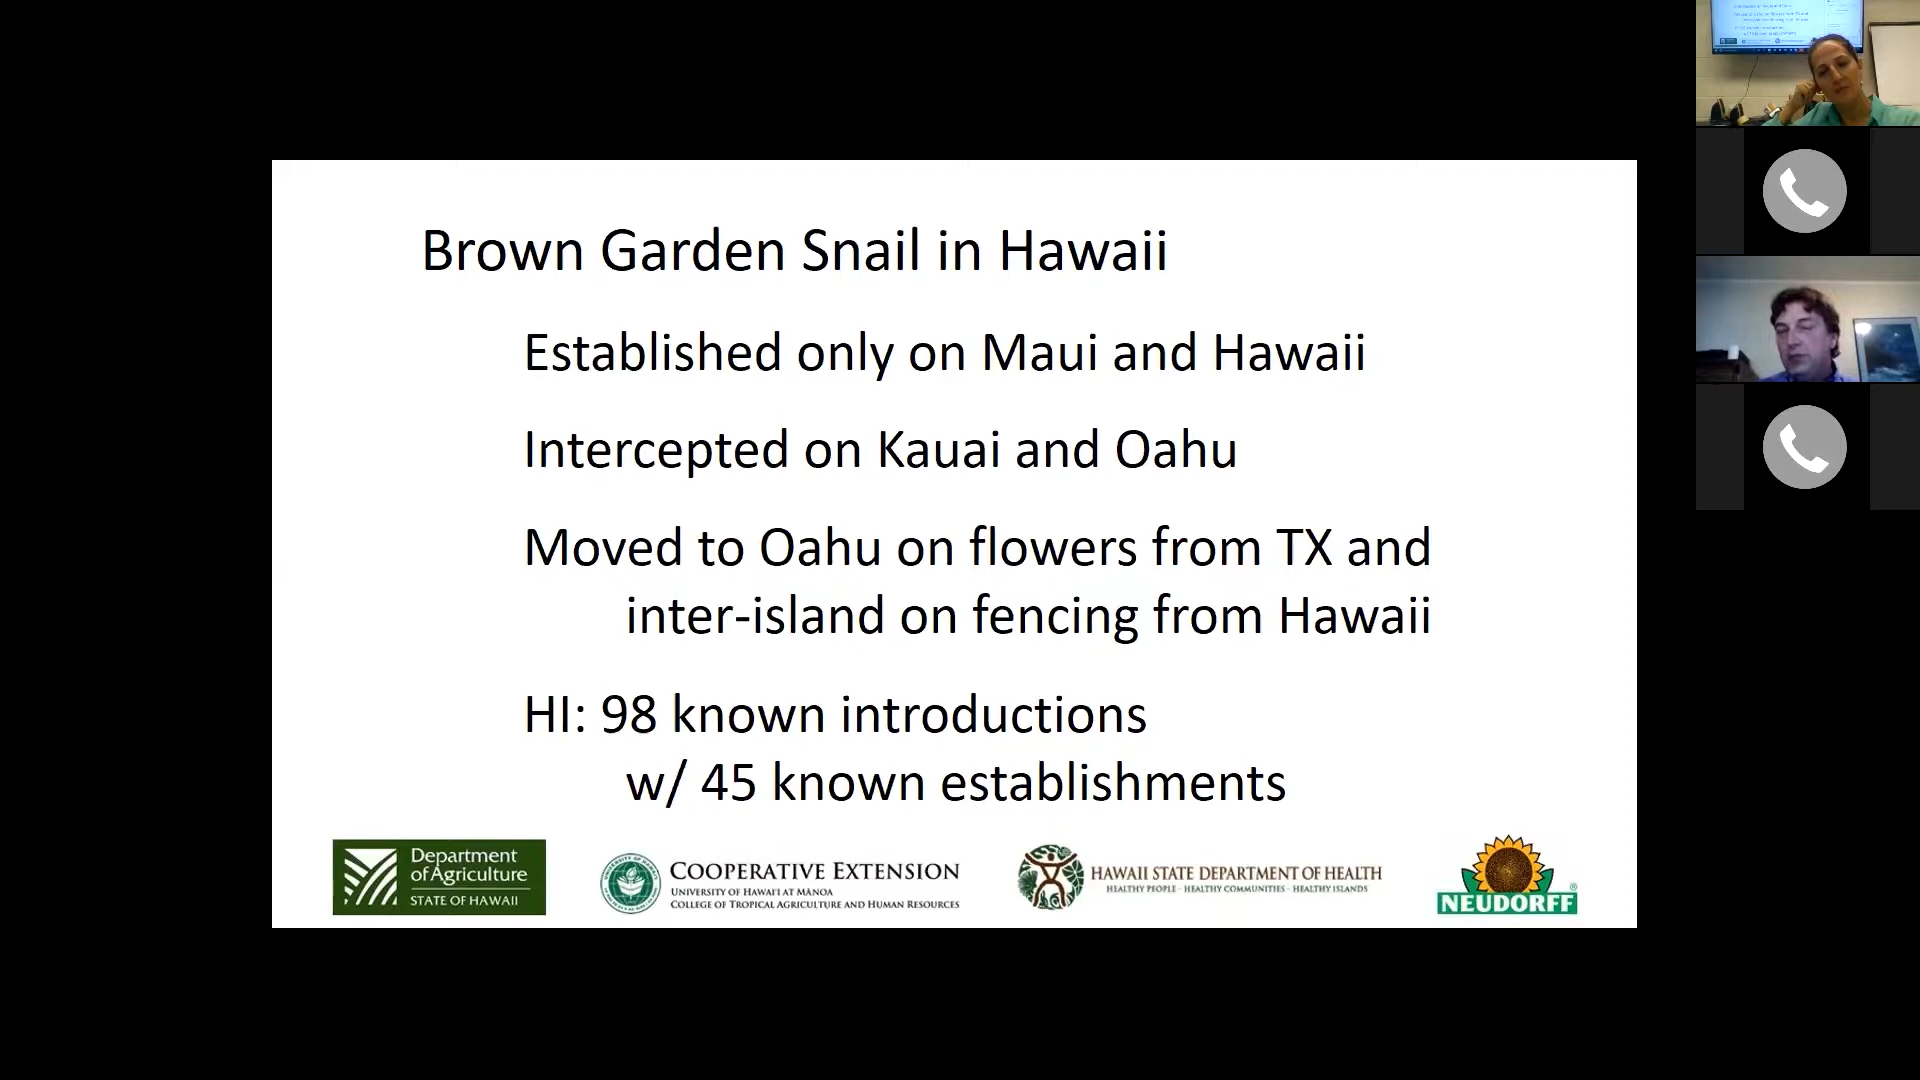 Brown Garden Snail in Hawaii
Established only on Maui and Hawaii
Intercepted on Kauai and Oahu
Moved to Oahu on flowers from TX and
inter-island on fencing from Hawaii
HI: 98 known introductions
w/ 45 known establishments
Department
of Agriculture
STATE OF HAWAII
COOPERATIVE EXTENSION
UNIVERSITY OF HAWAI'I AT MĀNOA
COLLEGE OF TROPICAL AGRICULTURE AND HUMAN RESOURCES
HAWAII STATE DEPARTMENT OF HEALTH
HEALTHY PEOPLE - HEALTHY COMMUNITIES - HEALTHY ISLANDS
NEUDORFF®